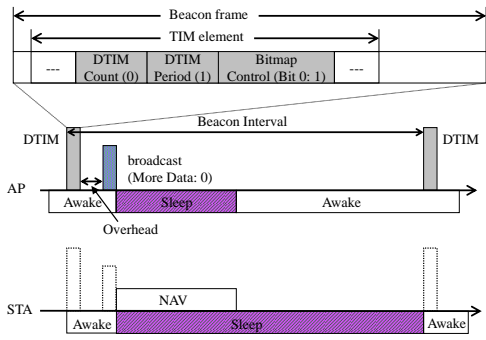 Beacon frame
TIM element
---
DTIM
Count (0)
DTIM
Period (1)
Bitmap
Control (Bit 0: 1)
---
Beacon Interval
DTIM
DTIM
broadcast
(More Data: 0)
AP
Awake
Sleep
Awake
Overhead
NAV
STA
Awake
Sleep
Awake